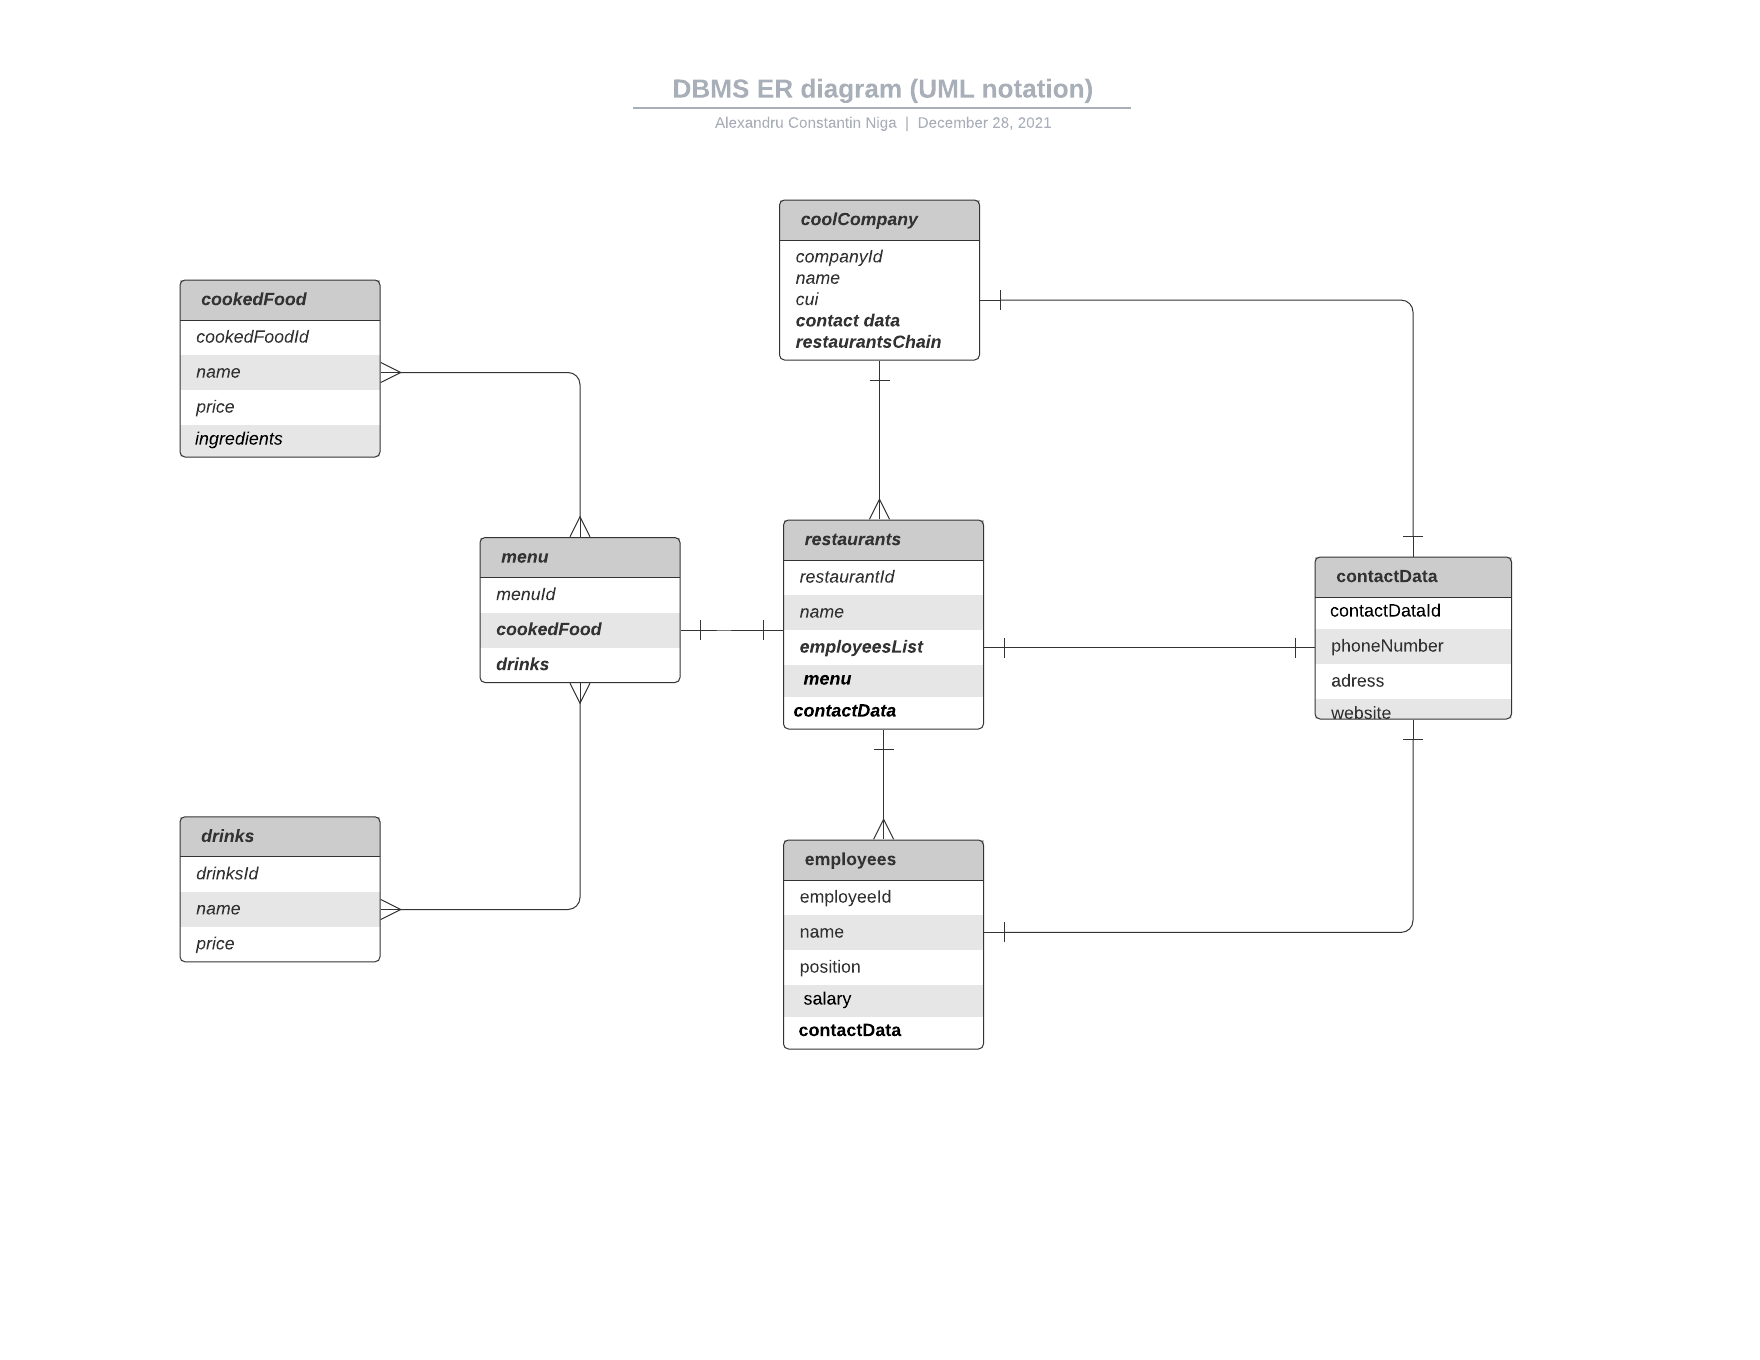 DBMS ER diagram (UML notation)
Alexandru Constantin Niga | December 28, 2021
coolCompany
companyId
name
cui
contact data
restaurantsChain
cookedFood
cookedFoodId
name
price
ingredients
menu
menuId
cookedFood
drinks
restaurants
restaurantId
name
employeesList
menu
contactData
contactData
contactDataId
phoneNumber
adress
website
drinks
drinksId
name
price
employees
employeeId
name
position
salary
contactData